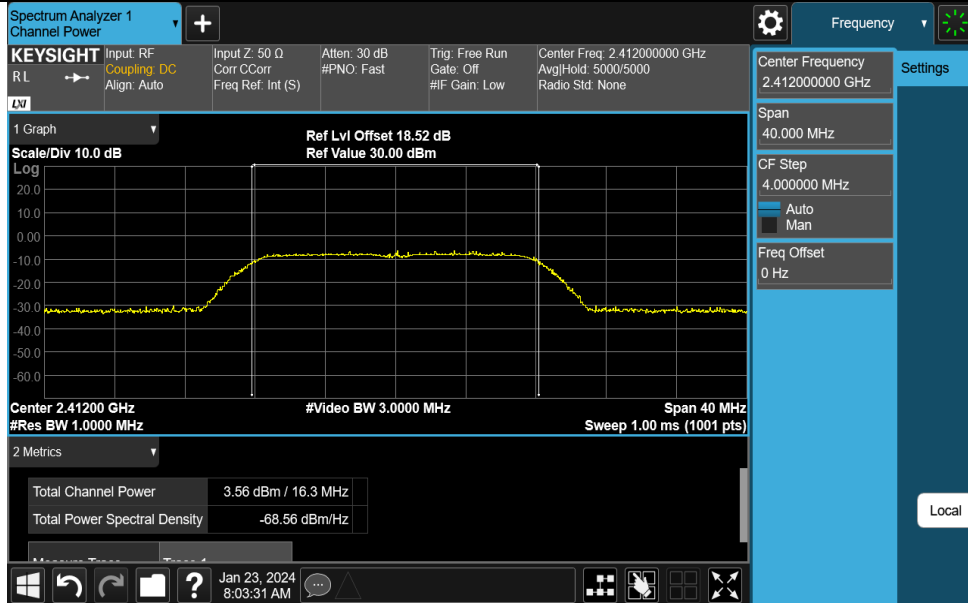 Spectrum Analyzer 1
Channel Power
Frequency
KEYSIGHT
R L
LXI
Input: RF
Coupling: DC
Align: Auto
Input Z: 50 Ω
Corr CCorr
Freq Ref: Int (S)
Atten: 30 dB
#PNO: Fast
Trig: Free Run
Gate: Off
#IF Gain: Low
Center Freq: 2.412000000 GHz
Avg|Hold: 5000/5000
Radio Std: None
Center Frequency
2.412000000 GHz
Settings
Span
40.000 MHz
CF Step
4.000000 MHz
Auto
Man
Freq Offset
0 Hz
1 Graph
Scale/Div 10.0 dB
Ref Lvl Offset 18.52 dB
Ref Value 30.00 dBm
Log
20.0
10.0
0.00
-10.0
-20.0
-30.0
-40.0
-50.0
-60.0
Center 2.41200 GHz
#Video BW 3.0000 MHz
Span 40 MHz
#Res BW 1.0000 MHz
Sweep 1.00 ms (1001 pts)
2 Metrics
Total Channel Power
3.56 dBm / 16.3 MHz
Total Power Spectral Density
-68.56 dBm/Hz
Local
?
Jan 23, 2024
8:03:31 AM